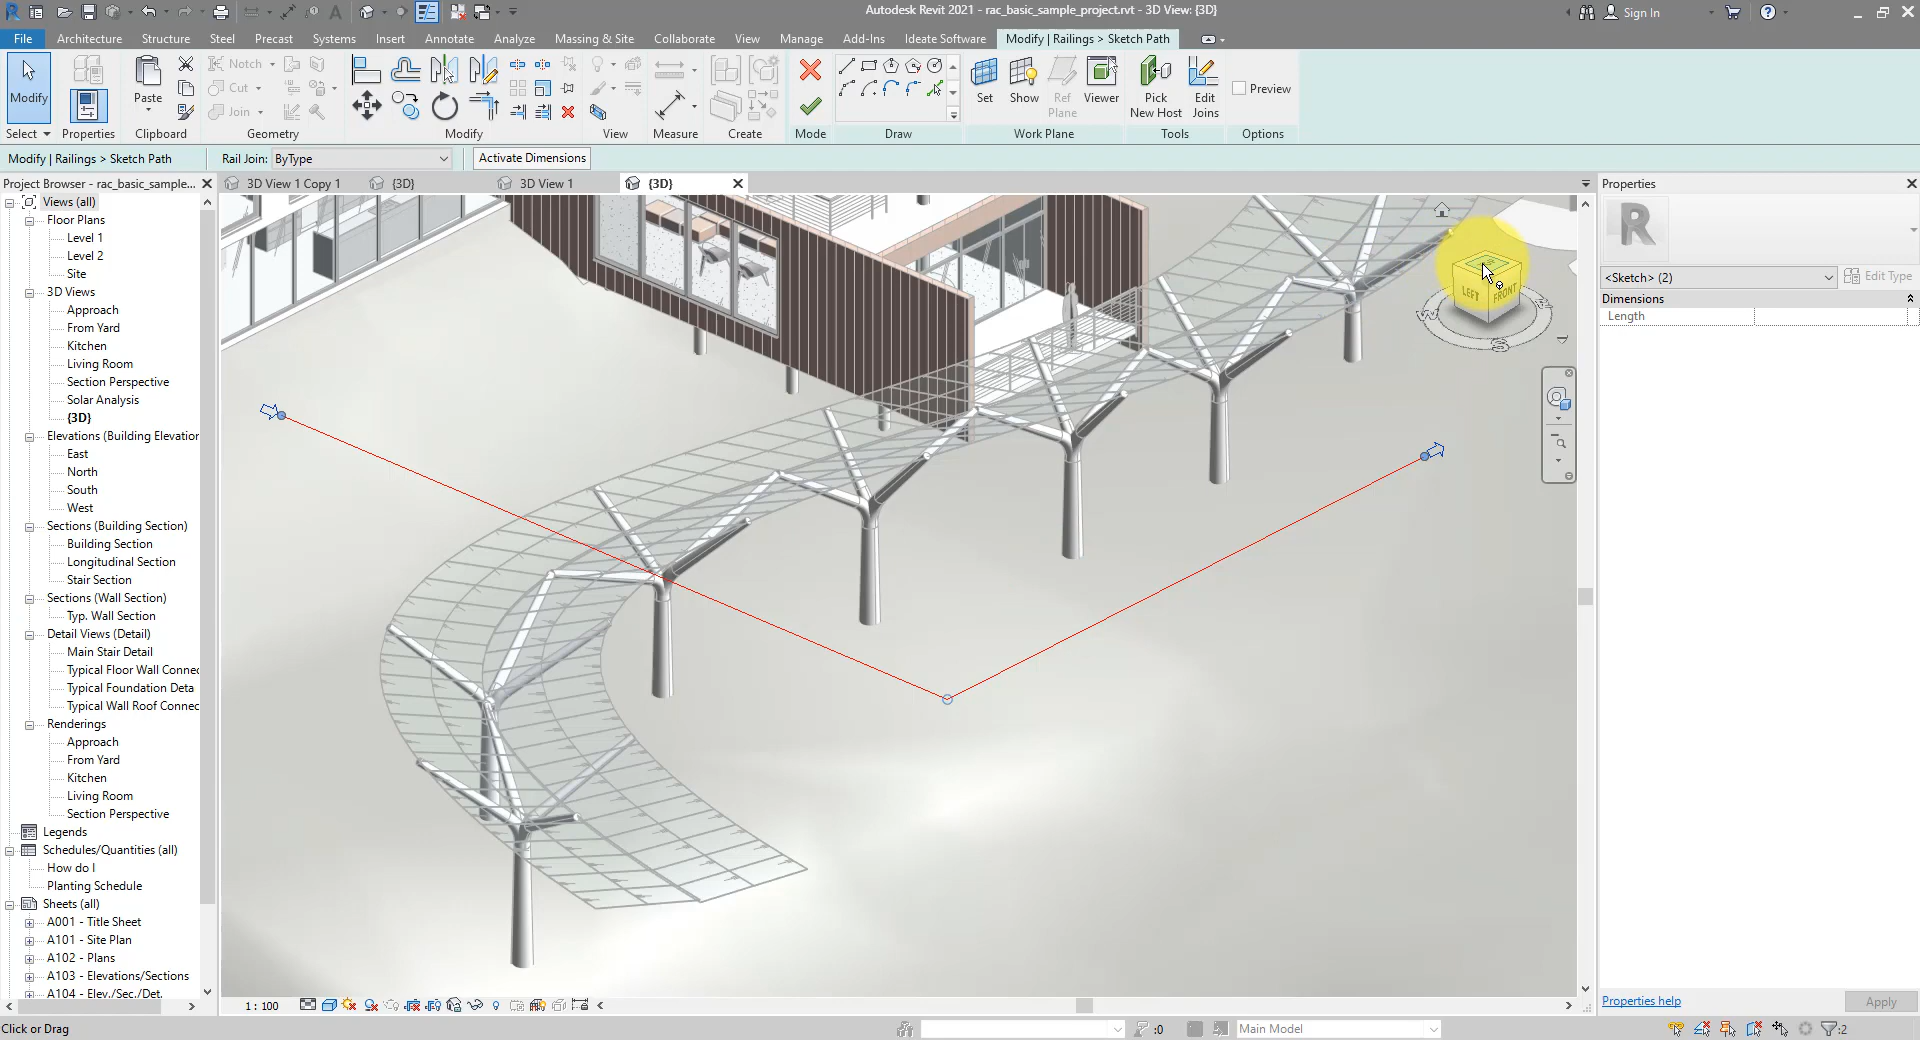 Autodesk Revit 2021 - rac_basic_sample_project.rvt - 3D View: {3D}
Sign In
File
Architecture
Structure
Steel
Precast
Systems
Insert
Annotate
Analyze
Massing & Site
Collaborate
View
Manage
Add-Ins
Ideate Software
Modify | Railings > Sketch Path
Modify
Paste
Notch
Cut
Join
Set
Show
Ref
Plane
Viewer
Pick
New Host
Edit
Joins
Preview
Select
Properties
Clipboard
Geometry
Modify
View
Measure
Create
Mode
Draw
Work Plane
Tools
Options
Modify | Railings > Sketch Path
Rail Join:
ByType
Activate Dimensions
Project Browser - rac_basic_sample...
3D View 1 Copy 1
{3D}
3D View 1
{3D}
Properties
Views (all)
Floor Plans
Level 1
Level 2
Site
3D Views
Approach
From Yard
Kitchen
Living Room
Section Perspective
Solar Analysis
{3D}
Elevations (Building Elevation
East
North
South
West
Sections (Building Section)
Building Section
Longitudinal Section
Stair Section
Sections (Wall Section)
Typ. Wall Section
Detail Views (Detail)
Main Stair Detail
Typical Floor Wall Connec
Typical Foundation Deta
Typical Wall Roof Connec
Renderings
Approach
From Yard
Kitchen
Living Room
Section Perspective
Legends
Schedules/Quantities (all)
How do I
Planting Schedule
Sheets (all)
A001 - Title Sheet
A101 - Site Plan
A102 - Plans
A103 - Elevations/Sections
A104 - Elev./Sec./Det.
LEFT
FRONT
W
S
R
<Sketch> (2)
Edit Type
Dimensions
Length
Properties help
Apply
1 : 100
Click or Drag
:0
Main Model
:2